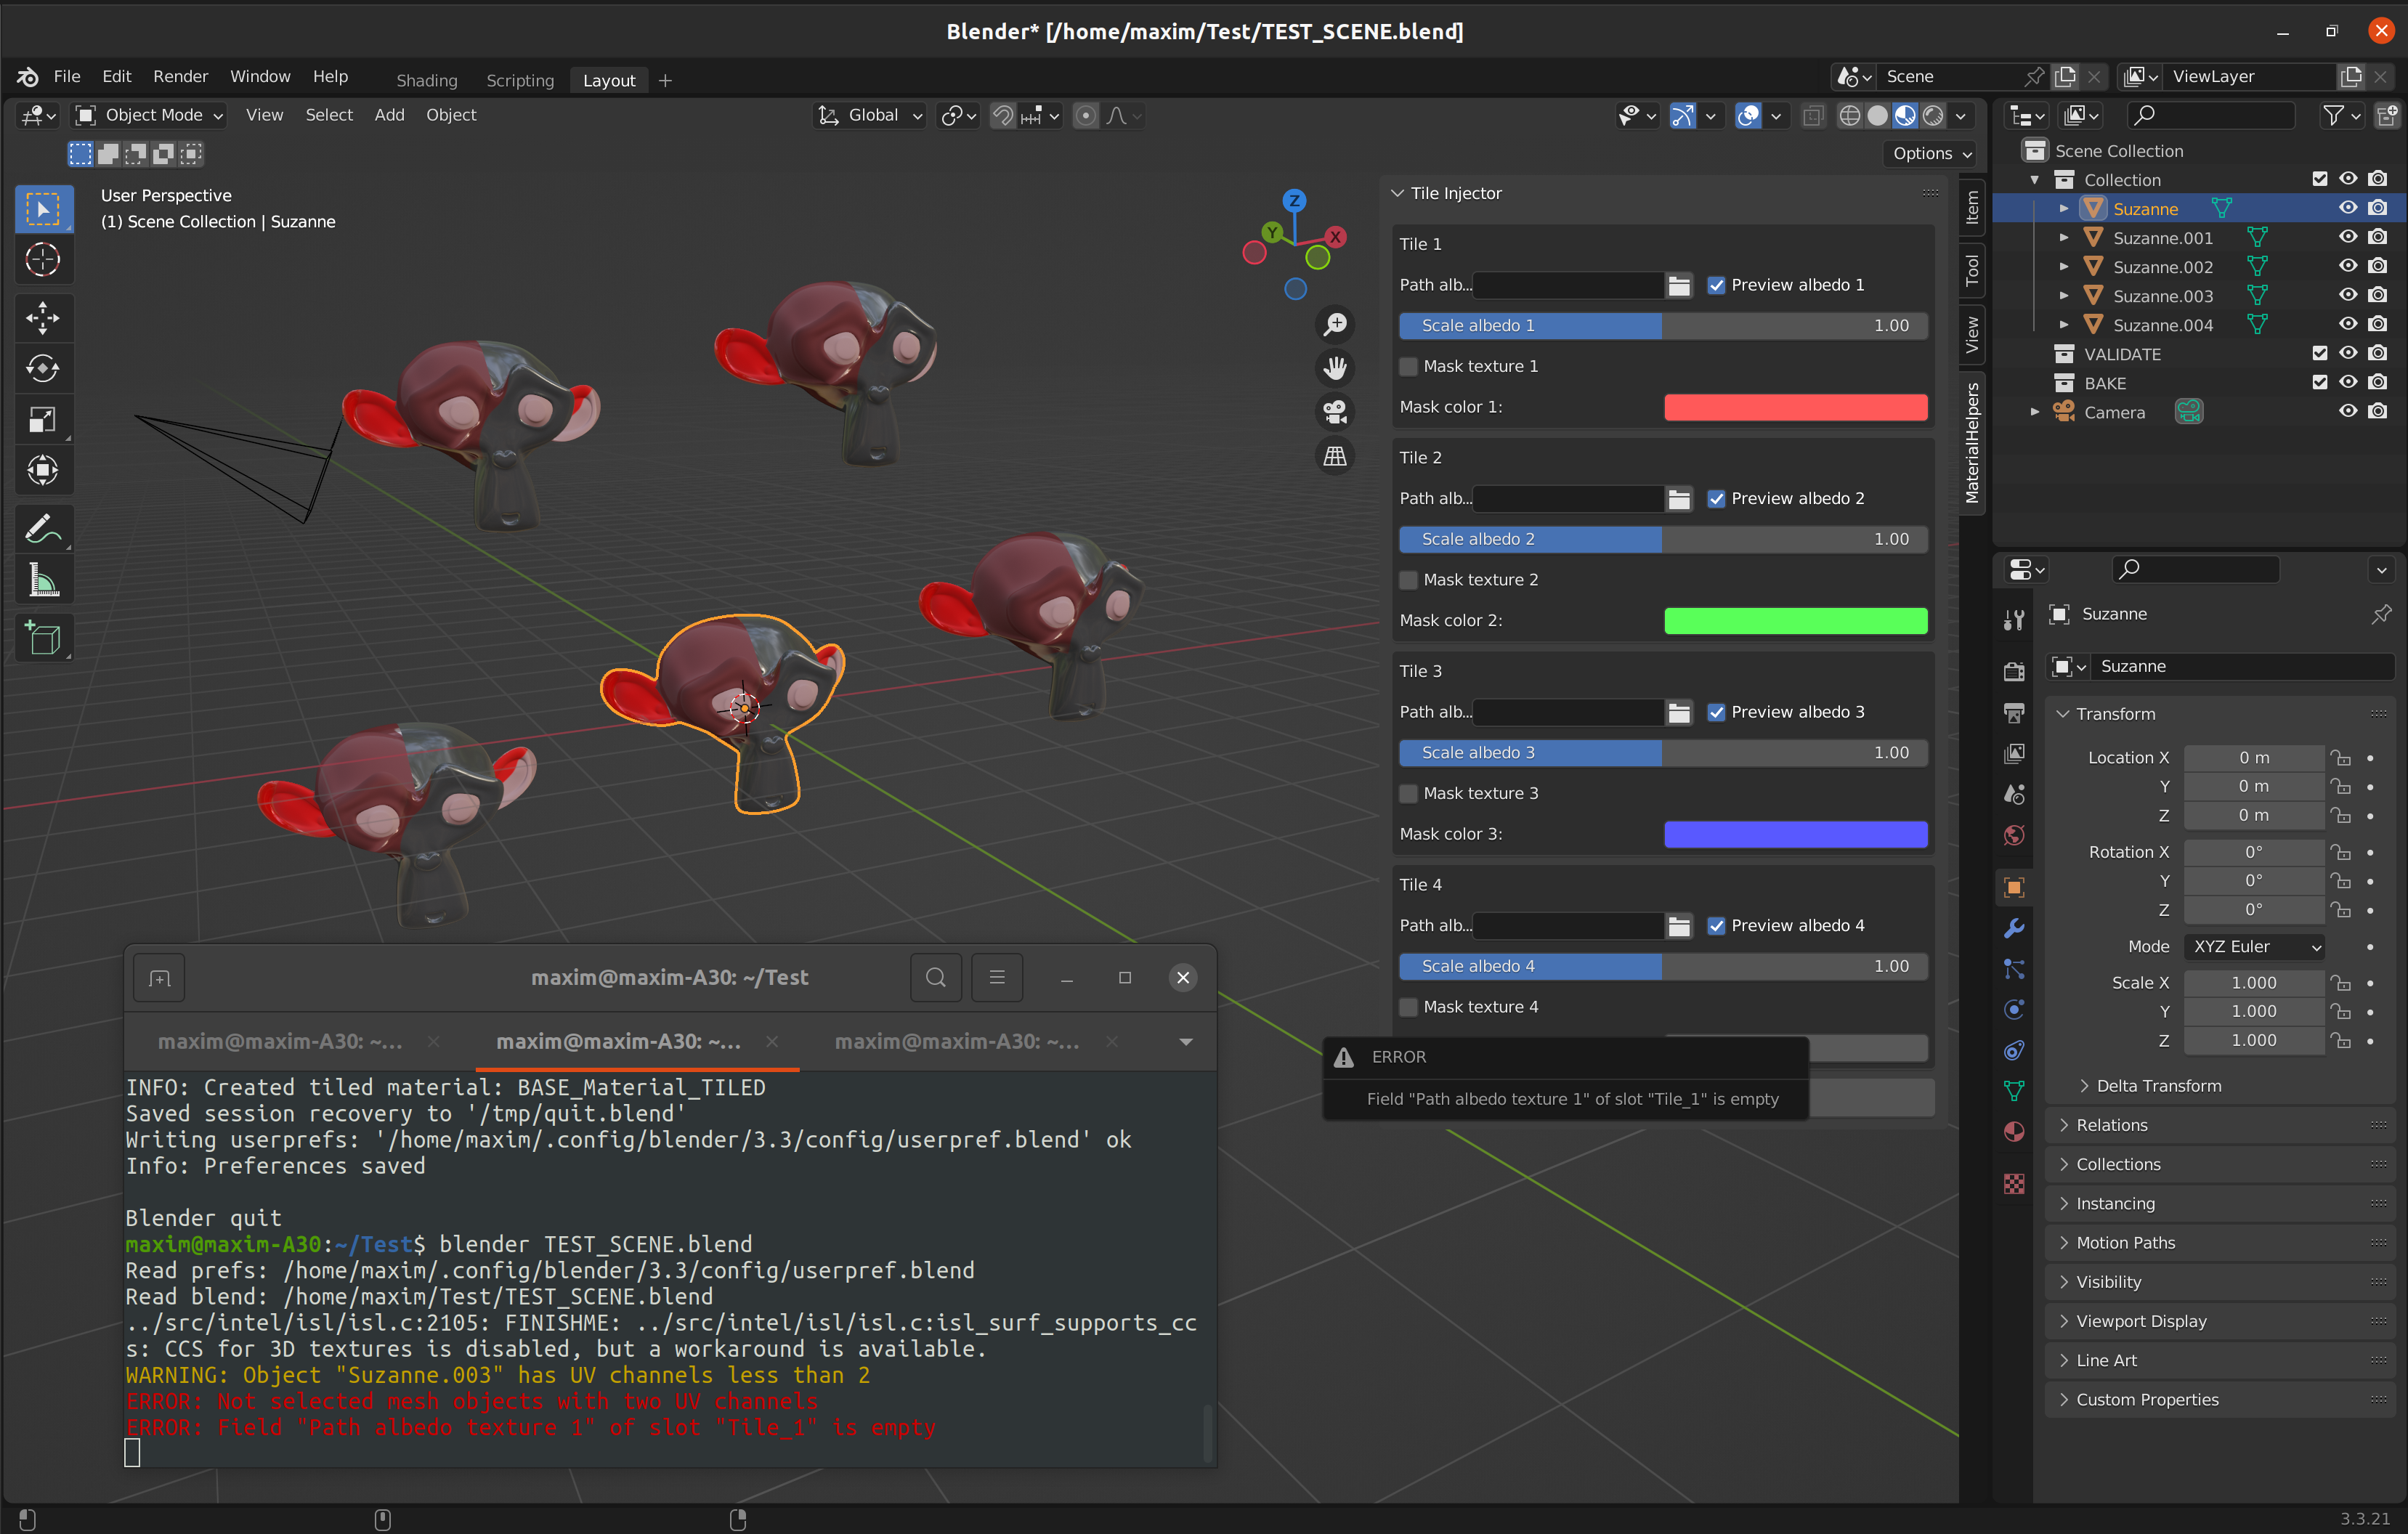 Blender* [/home/maxim/Test/TEST_SCENE.blend]
File Edit Render Window Help Shading Scripting Layout + Scene ViewLayer
Object Mode View Select Add Object Global
Options
User Perspective
(1) Scene Collection | Suzanne
Z
Y
X
Item
Tool
View
MaterialHelpers
Tile Injector
Tile 1
Path alb... Preview albedo 1
Scale albedo 1 1.00
Mask texture 1
Mask color 1:
Tile 2
Path alb... Preview albedo 2
Scale albedo 2 1.00
Mask texture 2
Mask color 2:
Tile 3
Path alb... Preview albedo 3
Scale albedo 3 1.00
Mask texture 3
Mask color 3:
Tile 4
Path alb... Preview albedo 4
Scale albedo 4 1.00
Mask texture 4
ERROR
Field "Path albedo texture 1" of slot "Tile_1" is empty
Scene Collection
Collection
Suzanne
Suzanne.001
Suzanne.002
Suzanne.003
Suzanne.004
VALIDATE
BAKE
Camera
Suzanne
Suzanne
Transform
Location X 0 m
Y 0 m
Z 0 m
Rotation X 0°
Y 0°
Z 0°
Mode XYZ Euler
Scale X 1.000
Y 1.000
Z 1.000
Delta Transform
Relations
Collections
Instancing
Motion Paths
Visibility
Viewport Display
Line Art
Custom Properties
maxim@maxim-A30: ~/Test
maxim@maxim-A30: ~... maxim@maxim-A30: ~... maxim@maxim-A30: ~...
INFO: Created tiled material: BASE_Material_TILED
Saved session recovery to '/tmp/quit.blend'
Writing userprefs: '/home/maxim/.config/blender/3.3/config/userpref.blend' ok
Info: Preferences saved
Blender quit
maxim@maxim-A30:~/Test$ blender TEST_SCENE.blend
Read prefs: /home/maxim/.config/blender/3.3/config/userpref.blend
Read blend: /home/maxim/Test/TEST_SCENE.blend
../src/intel/isl/isl.c:2105: FINISHME: ../src/intel/isl/isl.c:isl_surf_supports_cc
s: CCS for 3D textures is disabled, but a workaround is available.
WARNING: Object "Suzanne.003" has UV channels less than 2
ERROR: Not selected mesh objects with two UV channels
ERROR: Field "Path albedo texture 1" of slot "Tile_1" is empty
3.3.21